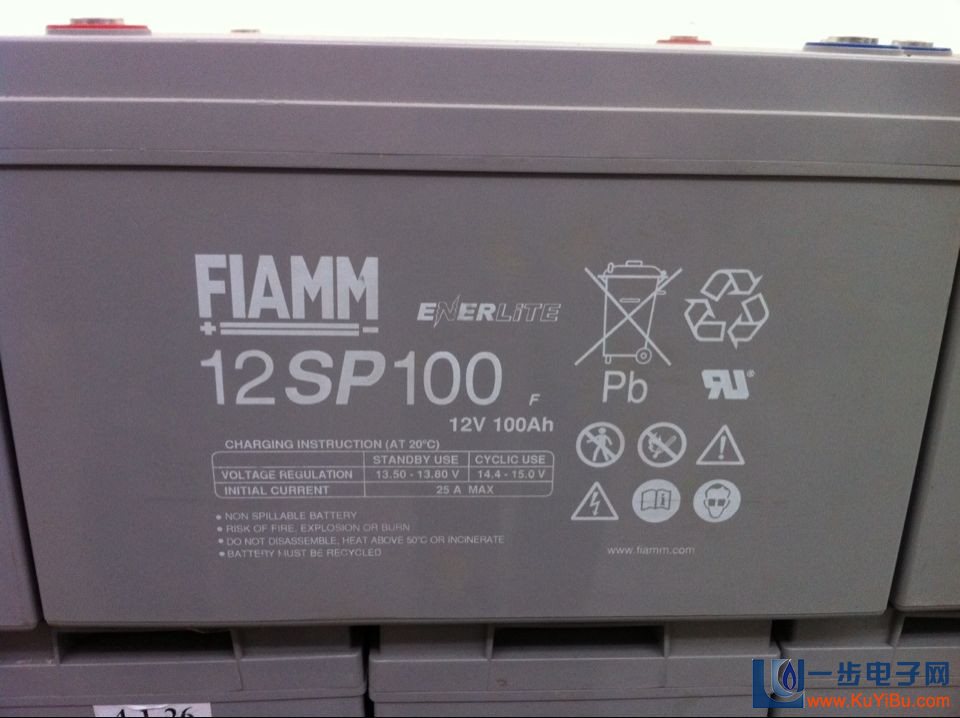 FIAMM
+ -
ENERLITE
12SP100 F
12V 100Ah
Pb
RU®
CHARGING INSTRUCTION (AT 20°C)
STANDBY USE CYCLIC USE
VOLTAGE REGULATION 13.50 - 13.80 V 14.4 - 15.0 V
INITIAL CURRENT 25 A MAX
• NON SPILLABLE BATTERY
• RISK OF FIRE, EXPLOSION OR BURN
• DO NOT DISASSEMBLE, HEAT ABOVE 50°C OR INCINERATE
• BATTERY MUST BE RECYCLED
www.fiamm.com
一步电子网
www.KuYiBu.com